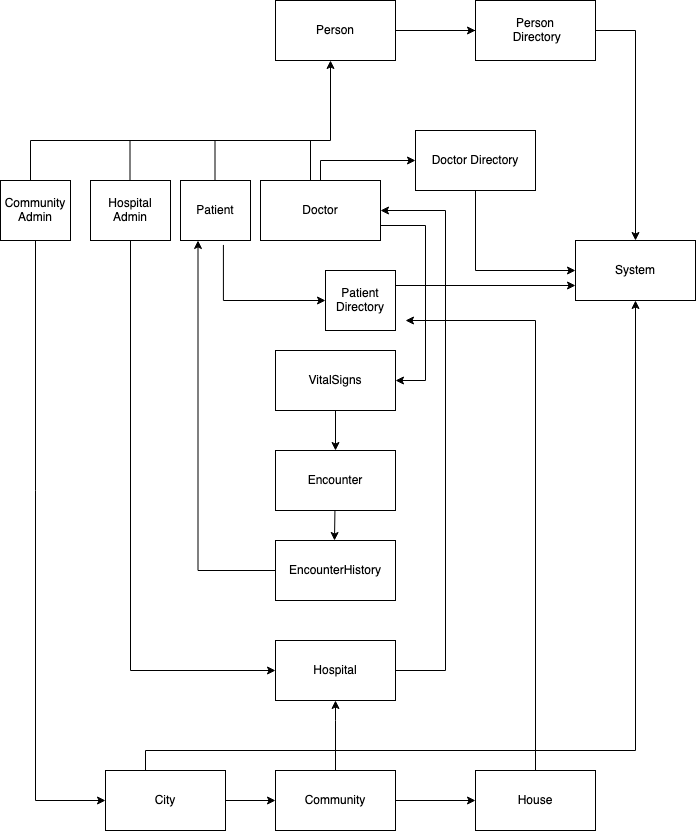 Person
Person
Directory
Doctor Directory
Community
Admin
Hospital
Admin
Patient
Doctor
System
Patient
Directory
VitalSigns
Encounter
EncounterHistory
Hospital
City
Community
House